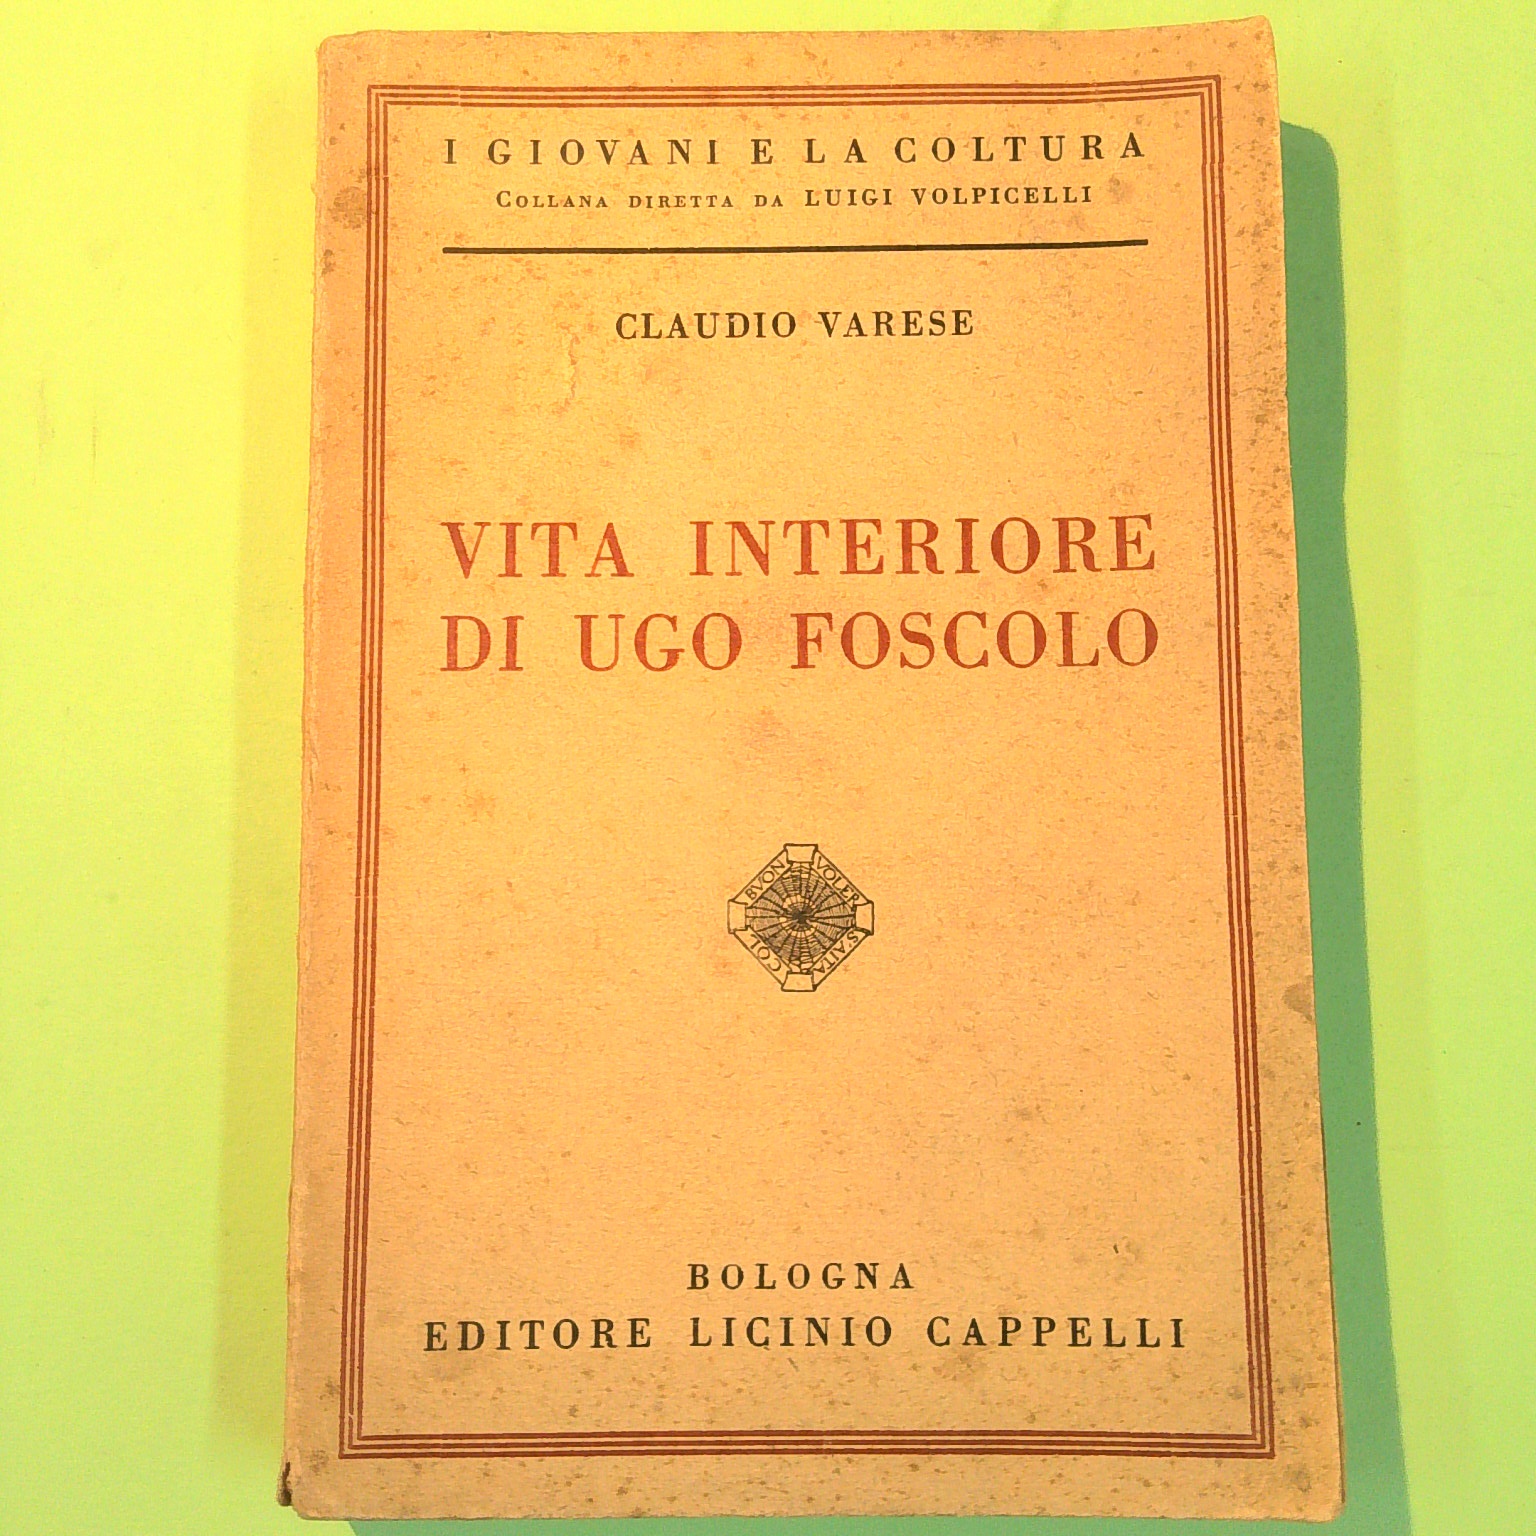 I GIOVANI E LA COLTURA
COLLANA DIRETTA DA LUIGI VOLPICELLI
CLAUDIO VARESE
VITA INTERIORE
DI UGO FOSCOLO
COL BVON VOLER S'AITA
BOLOGNA
EDITORE LICINIO CAPPELLI